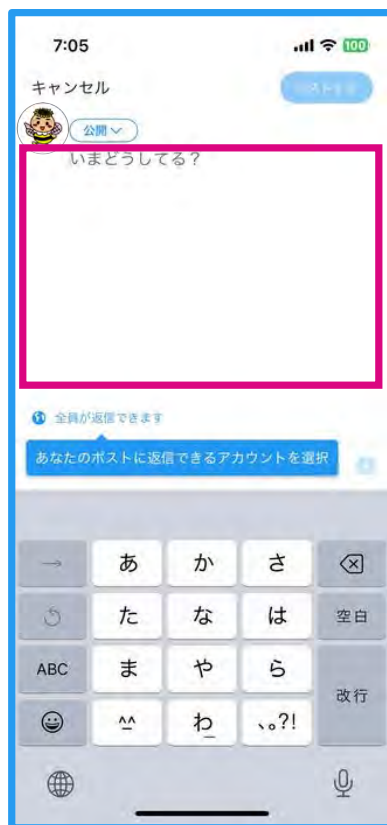 7:05
100
キャンセル
公開
いまどうしてる？
全員が返信できます
あなたのポストに返信できるアカウントを選択
→ あ か さ
た な は 空白
ABC ま や ら
改行
^^ わ 、。?!